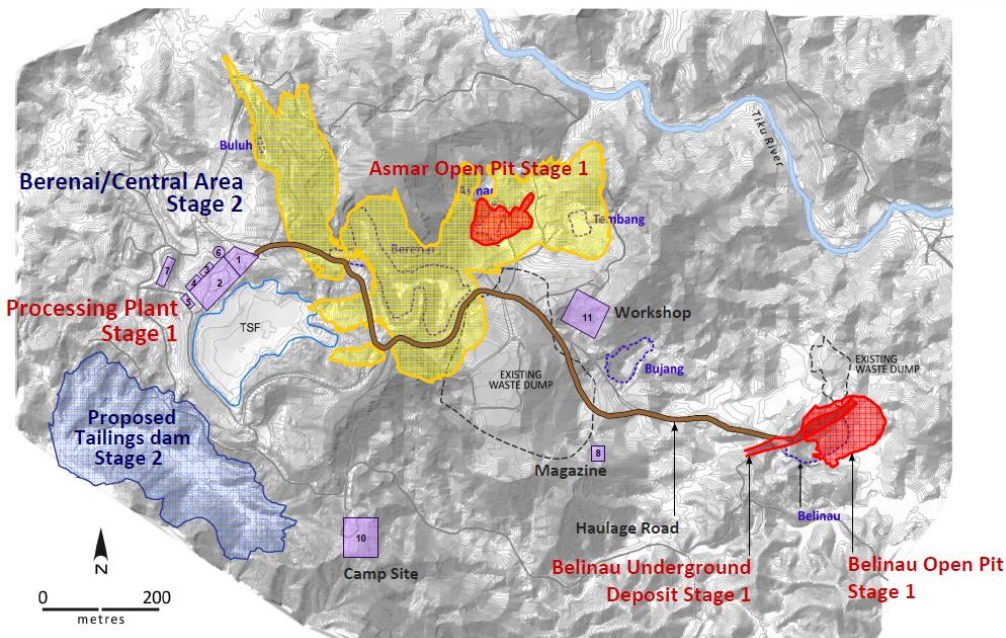 Tiku River
Buluh
Asmar Open Pit Stage 1
Asmar
Berenai/Central Area
Stage 2
Tembang
Berenai
6
1
7
3
4
2
5
Processing Plant
Stage 1
TSF
11
Workshop
Bujang
EXISTING
WASTE DUMP
EXISTING
WASTE DUMP
Proposed
Tailings dam
Stage 2
8
Magazine
Haulage Road
Belinau
10
Camp Site
N
Belinau Underground
Deposit Stage 1
Belinau Open Pit
Stage 1
0 200
metres